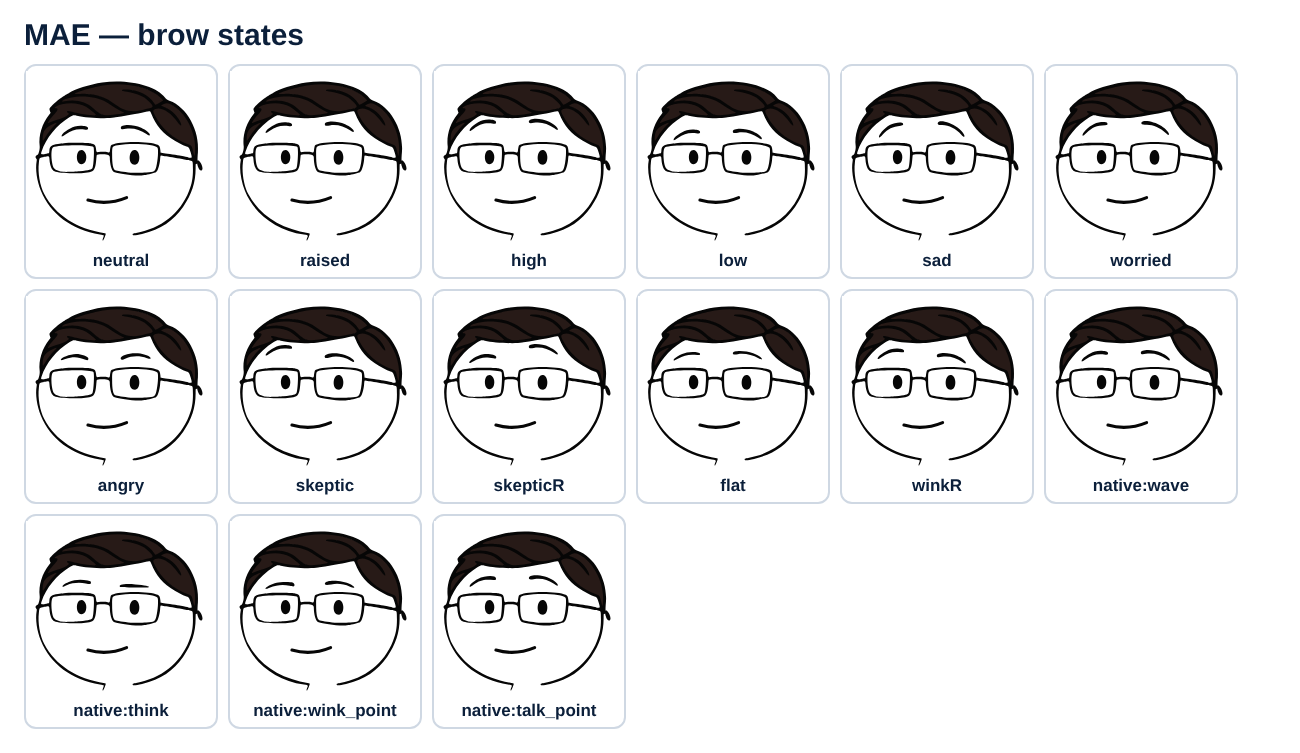 MAE — brow states
neutral
raised
high
low
sad
worried
angry
skeptic
skepticR
flat
winkR
native:wave
native:think
native:wink_point
native:talk_point